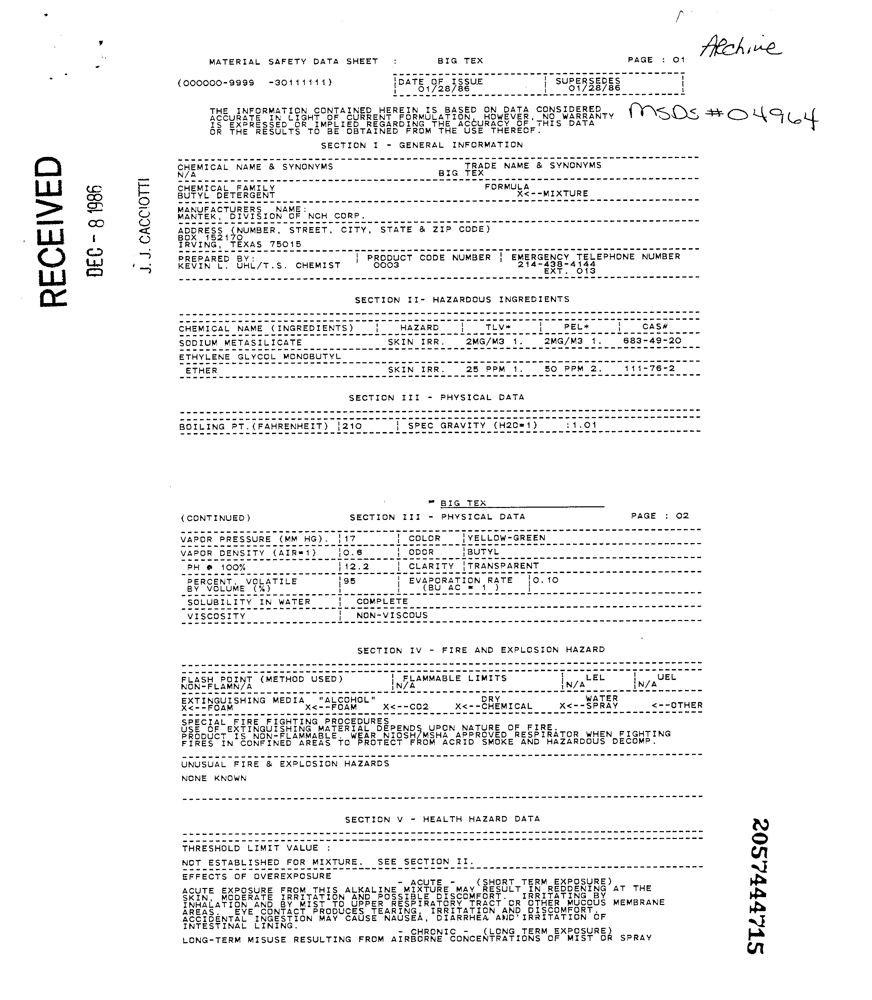 Archive
MATERIAL SAFETY DATA SHEET : BIG TEX PAGE : 01
(000000-9999 -30111111) DATE OF ISSUE SUPERSEDES
01/28/86 01/28/86
THE INFORMATION CONTAINED HEREIN IS BASED ON DATA CONSIDERED
ACCURATE IN LIGHT OF CURRENT FORMULATION, HOWEVER, NO WARRANTY
IS EXPRESSED OR IMPLIED REGARDING THE ACCURACY OF THIS DATA
OR THE RESULTS TO BE OBTAINED FROM THE USE THEREOF.
MSDS #04964
SECTION I - GENERAL INFORMATION
CHEMICAL NAME & SYNONYMS TRADE NAME & SYNONYMS
N/A BIG TEX
CHEMICAL FAMILY FORMULA
BUTYL DETERGENT X<--MIXTURE
MANUFACTURERS NAME:
MANTEK, DIVISION OF NCH CORP.
ADDRESS (NUMBER, STREET, CITY, STATE & ZIP CODE)
BOX 152170
IRVING, TEXAS 75015
PREPARED BY: PRODUCT CODE NUMBER EMERGENCY TELEPHONE NUMBER
KEVIN L. UHL/T.S. CHEMIST 0003 214-438-4144
EXT. 013
RECEIVED
DEC - 8 1986
J. J. CACCIOTTI
SECTION II- HAZARDOUS INGREDIENTS
CHEMICAL NAME (INGREDIENTS) HAZARD TLV* PEL* CAS#
SODIUM METASILICATE SKIN IRR. 2MG/M3 1. 2MG/M3 1. 683-49-20
ETHYLENE GLYCOL MONOBUTYL
ETHER SKIN IRR. 25 PPM 1. 50 PPM 2. 111-76-2
SECTION III - PHYSICAL DATA
BOILING PT.(FAHRENHEIT) 210 SPEC GRAVITY (H2O=1) :1.01
BIG TEX
(CONTINUED) SECTION III - PHYSICAL DATA PAGE : 02
VAPOR PRESSURE (MM HG). 17 COLOR YELLOW-GREEN
VAPOR DENSITY (AIR=1) 0.6 ODOR BUTYL
PH @ 100% 12.2 CLARITY TRANSPARENT
PERCENT, VOLATILE 95 EVAPORATION RATE 0.10
BY VOLUME (%) (BU AC = 1 )
SOLUBILITY IN WATER COMPLETE
VISCOSITY NON-VISCOUS
SECTION IV - FIRE AND EXPLOSION HAZARD
FLASH POINT (METHOD USED) FLAMMABLE LIMITS LEL UEL
NON-FLAMN/A N/A N/A N/A
EXTINGUISHING MEDIA "ALCOHOL" DRY WATER
X<--FOAM X<--FOAM X<--CO2 X<--CHEMICAL X<--SPRAY <--OTHER
SPECIAL FIRE FIGHTING PROCEDURES
USE OF EXTINGUISHING MATERIAL DEPENDS UPON NATURE OF FIRE.
PRODUCT IS NON-FLAMMABLE. WEAR NIOSH/MSHA APPROVED RESPIRATOR WHEN FIGHTING
FIRES IN CONFINED AREAS TO PROTECT FROM ACRID SMOKE AND HAZARDOUS DECOMP.
UNUSUAL FIRE & EXPLOSION HAZARDS
NONE KNOWN
SECTION V - HEALTH HAZARD DATA
THRESHOLD LIMIT VALUE :
NOT ESTABLISHED FOR MIXTURE. SEE SECTION II.
EFFECTS OF OVEREXPOSURE
- ACUTE - (SHORT TERM EXPOSURE)
ACUTE EXPOSURE FROM THIS ALKALINE MIXTURE MAY RESULT IN REDDENING AT THE
SKIN, MODERATE IRRITATION AND POSSIBLE DISCOMFORT. IRRITATING BY
INHALATION AND BY MIST TO UPPER RESPIRATORY TRACT OR OTHER MUCOUS MEMBRANE
AREAS. EYE CONTACT PRODUCES TEARING, IRRITATION AND DISCOMFORT.
ACCIDENTAL INGESTION MAY CAUSE NAUSEA, DIARRHEA AND IRRITATION OF
INTESTINAL LINING.
- CHRONIC - (LONG TERM EXPOSURE)
LONG-TERM MISUSE RESULTING FROM AIRBORNE CONCENTRATIONS OF MIST OR SPRAY
2057444715